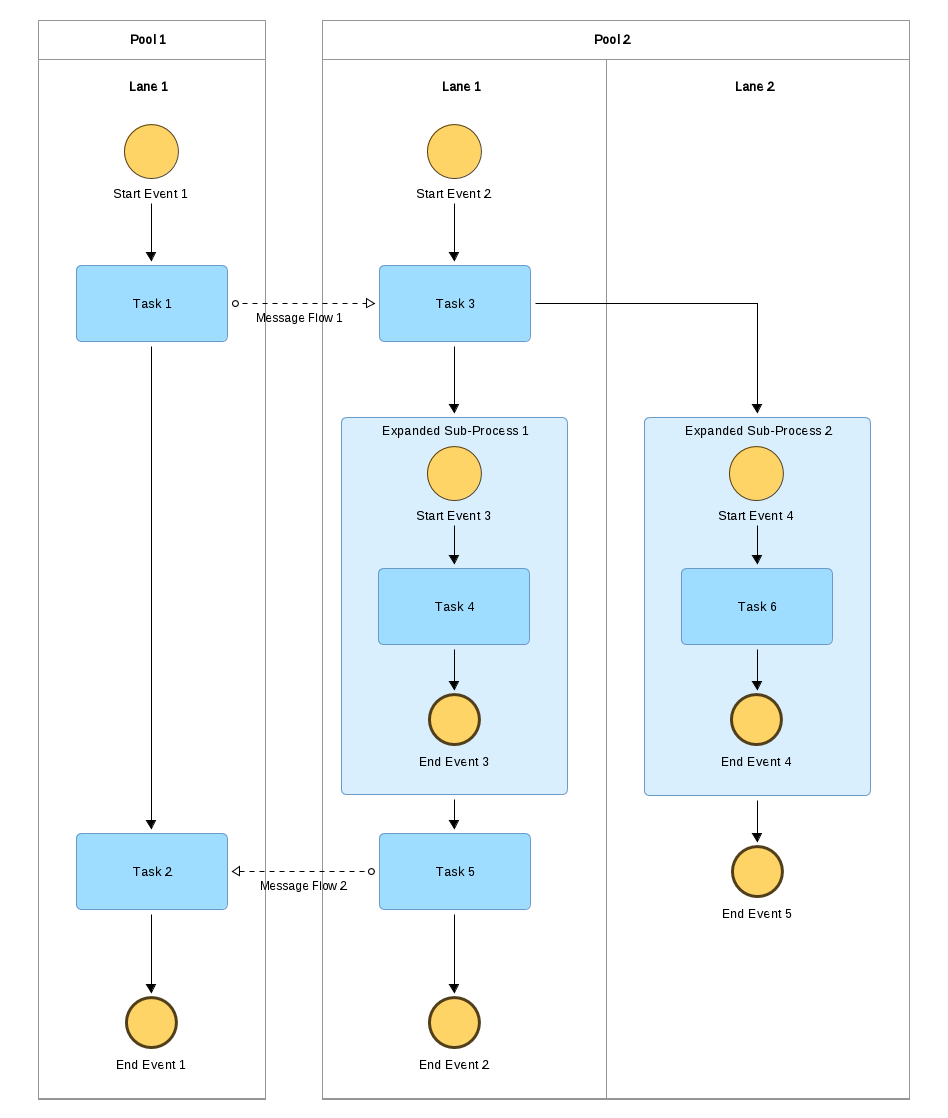 Pool 1
Pool 2
Lane 1
Lane 1
Lane 2
Start Event 1
Start Event 2
Task 1
Message Flow 1
Task 3
Expanded Sub-Process 1
Expanded Sub-Process 2
Start Event 3
Start Event 4
Task 4
Task 6
End Event 3
End Event 4
Task 2
Message Flow 2
Task 5
End Event 5
End Event 1
End Event 2